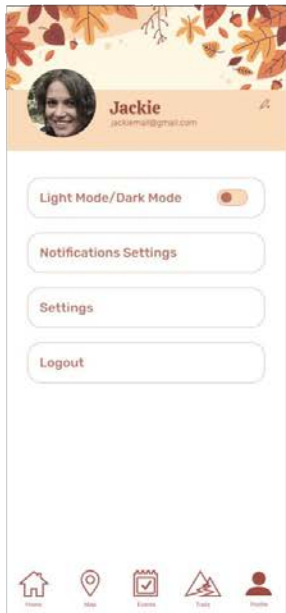 Jackie
jackiemail@gmail.com
Light Mode/Dark Mode
Notifications Settings
Settings
Logout
Home Map Events Trails Profile